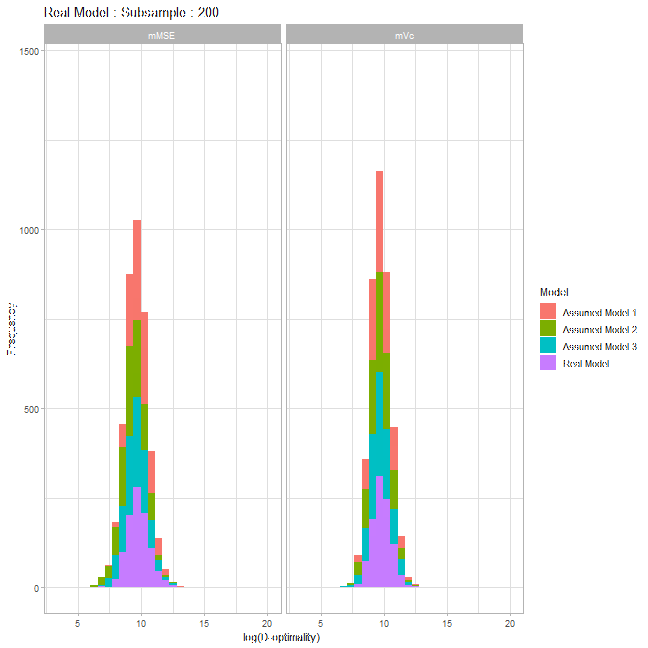 Real Model : Subsample : 200
mMSE
mVc
1500
1000
500
0
Frequency
5
10
15
20
5
10
15
20
log(D-optimality)
Model
Assumed Model 1
Assumed Model 2
Assumed Model 3
Real Model